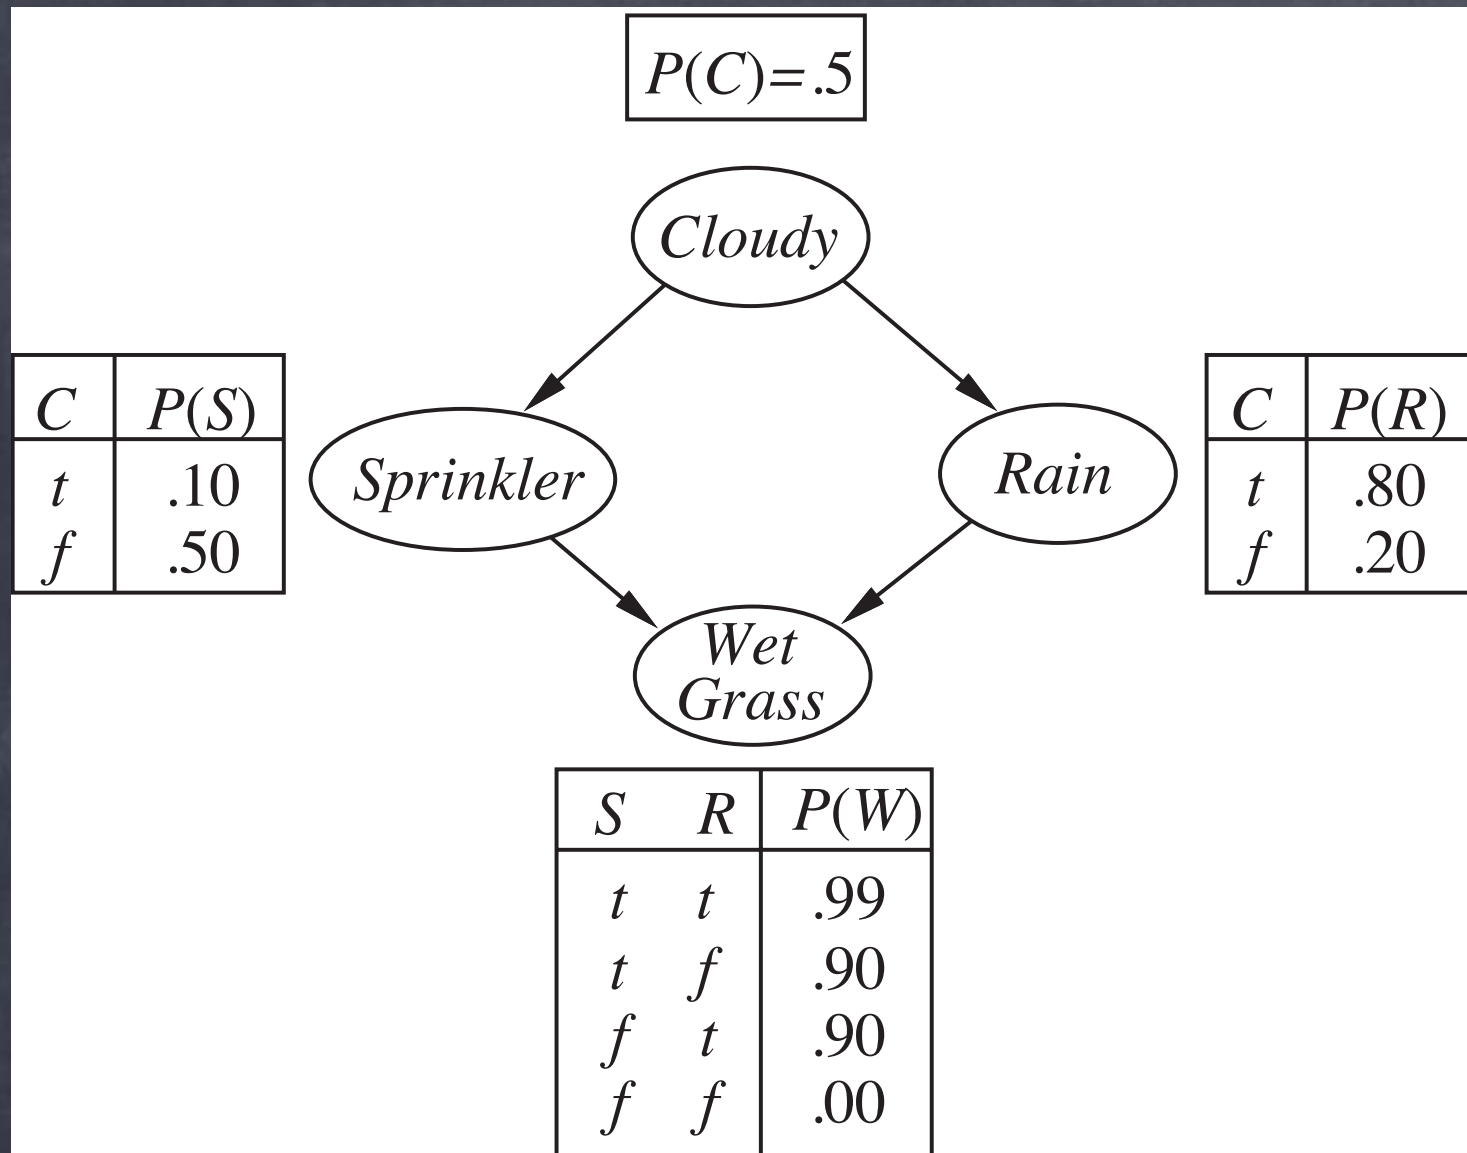 P(C)= .5
Cloudy
C P(S)
t .10
f .50
Sprinkler
Rain
C P(R)
t .80
f .20
Wet
Grass
S R P(W)
t t .99
t f .90
f t .90
f f .00